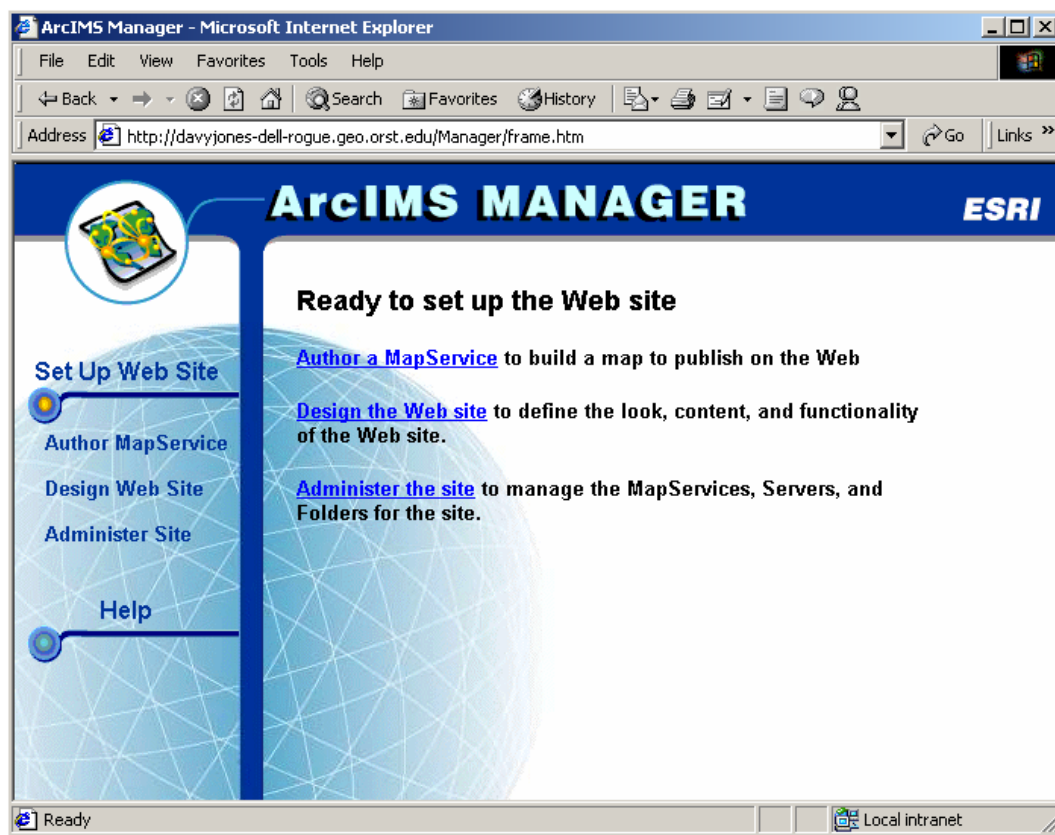 ArcIMS Manager - Microsoft Internet Explorer
File Edit View Favorites Tools Help
Back Search Favorites History
Address http://davyjones-dell-rogue.geo.orst.edu/Manager/frame.htm Go Links »
ArcIMS MANAGER
ESRI
Set Up Web Site
Author MapService
Design Web Site
Administer Site
Help
Ready to set up the Web site
Author a MapService to build a map to publish on the Web
Design the Web site to define the look, content, and functionality
of the Web site.
Administer the site to manage the MapServices, Servers, and
Folders for the site.
Ready Local intranet